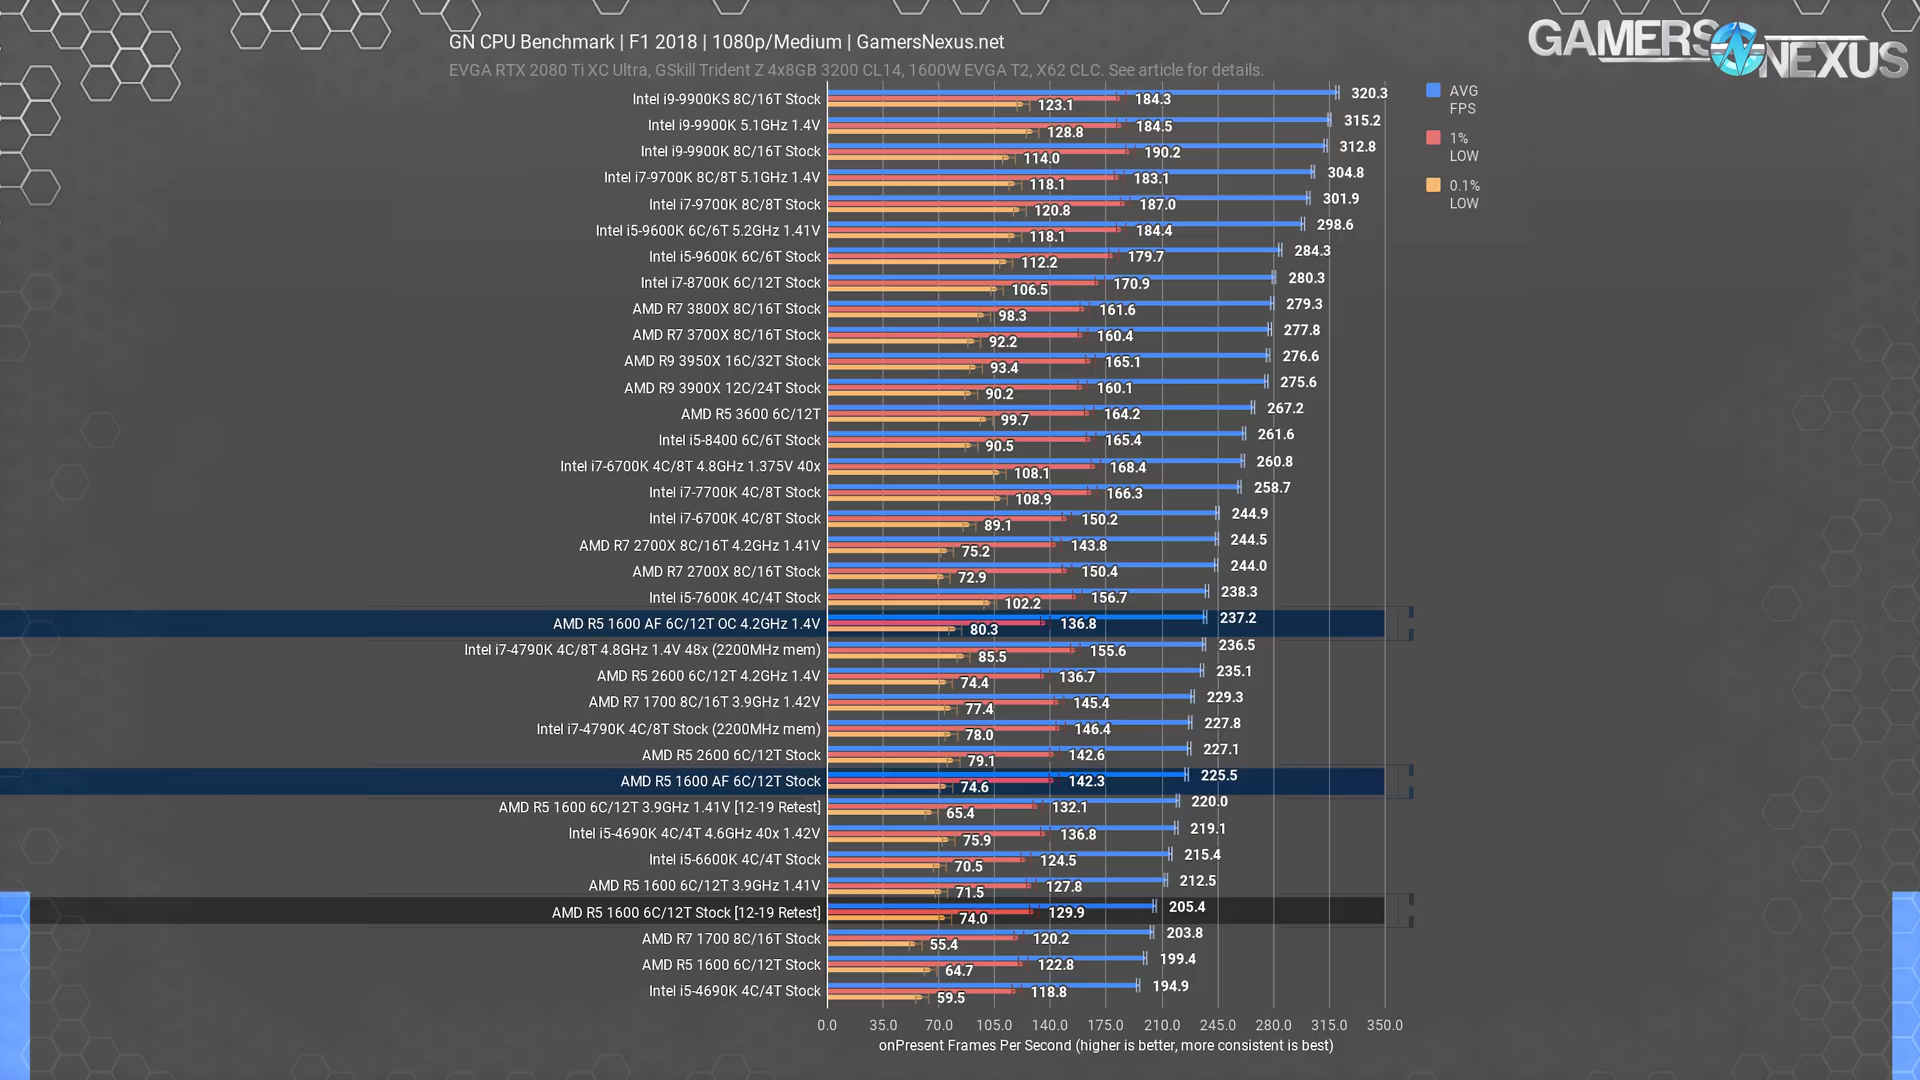 GAMERS NEXUS
GN CPU Benchmark | F1 2018 | 1080p/Medium | GamersNexus.net
EVGA RTX 2080 Ti XC Ultra, GSkill Trident Z 4x8GB 3200 CL14, 1600W EVGA T2, X62 CLC. See article for details.
AVG FPS
1% LOW
0.1% LOW
Intel i9-9900KS 8C/16T Stock 320.3 184.3 123.1
Intel i9-9900K 5.1GHz 1.4V 315.2 184.5 128.8
Intel i9-9900K 8C/16T Stock 312.8 190.2 114.0
Intel i7-9700K 8C/8T 5.1GHz 1.4V 304.8 183.1 118.1
Intel i7-9700K 8C/8T Stock 301.9 187.0 120.8
Intel i5-9600K 6C/6T 5.2GHz 1.41V 298.6 184.4 118.1
Intel i5-9600K 6C/6T Stock 284.3 179.7 112.2
Intel i7-8700K 6C/12T Stock 280.3 170.9 106.5
AMD R7 3800X 8C/16T Stock 279.3 161.6 98.3
AMD R7 3700X 8C/16T Stock 277.8 160.4 92.2
AMD R9 3950X 16C/32T Stock 276.6 165.1 93.4
AMD R9 3900X 12C/24T Stock 275.6 160.1 90.2
AMD R5 3600 6C/12T 267.2 164.2 99.7
Intel i5-8400 6C/6T Stock 261.6 165.4 90.5
Intel i7-6700K 4C/8T 4.8GHz 1.375V 40x 260.8 168.4 108.1
Intel i7-7700K 4C/8T Stock 258.7 166.3 108.9
Intel i7-6700K 4C/8T Stock 244.9 150.2 89.1
AMD R7 2700X 8C/16T 4.2GHz 1.41V 244.5 143.8 75.2
AMD R7 2700X 8C/16T Stock 244.0 150.4 72.9
Intel i5-7600K 4C/4T Stock 238.3 156.7 102.2
AMD R5 1600 AF 6C/12T OC 4.2GHz 1.4V 237.2 136.8 80.3
Intel i7-4790K 4C/8T 4.8GHz 1.4V 48x (2200MHz mem) 236.5 155.6 85.5
AMD R5 2600 6C/12T 4.2GHz 1.4V 235.1 136.7 74.4
AMD R7 1700 8C/16T 3.9GHz 1.42V 229.3 145.4 77.4
Intel i7-4790K 4C/8T Stock (2200MHz mem) 227.8 146.4 78.0
AMD R5 2600 6C/12T Stock 227.1 142.6 79.1
AMD R5 1600 AF 6C/12T Stock 225.5 142.3 74.6
AMD R5 1600 6C/12T 3.9GHz 1.41V [12-19 Retest] 220.0 132.1 65.4
Intel i5-4690K 4C/4T 4.6GHz 40x 1.42V 219.1 136.8 75.9
Intel i5-6600K 4C/4T Stock 215.4 124.5 70.5
AMD R5 1600 6C/12T 3.9GHz 1.41V 212.5 127.8 71.5
AMD R5 1600 6C/12T Stock [12-19 Retest] 205.4 129.9 74.0
AMD R7 1700 8C/16T Stock 203.8 120.2 55.4
AMD R5 1600 6C/12T Stock 199.4 122.8 64.7
Intel i5-4690K 4C/4T Stock 194.9 118.8 59.5
0.0 35.0 70.0 105.0 140.0 175.0 210.0 245.0 280.0 315.0 350.0
onPresent Frames Per Second (higher is better, more consistent is best)